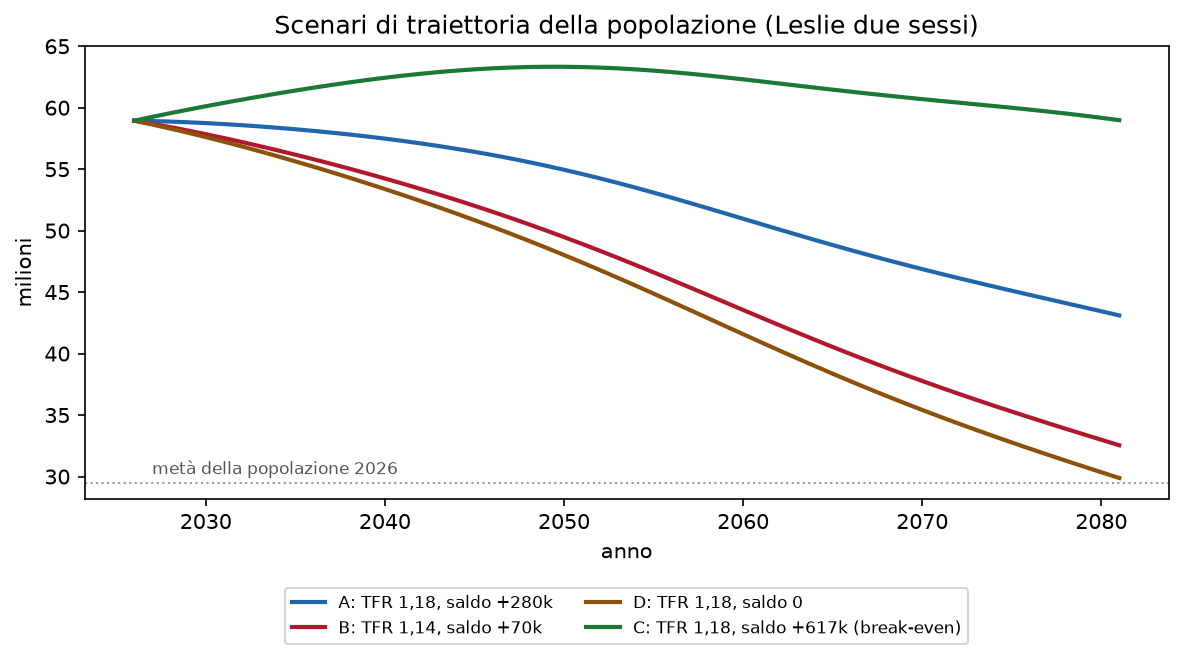 Scenari di traiettoria della popolazione (Leslie due sessi)
65
60
55
50
45
40
35
30
milioni
metà della popolazione 2026
2030 2040 2050 2060 2070 2080
anno
A: TFR 1,18, saldo +280k
B: TFR 1,14, saldo +70k
D: TFR 1,18, saldo 0
C: TFR 1,18, saldo +617k (break-even)